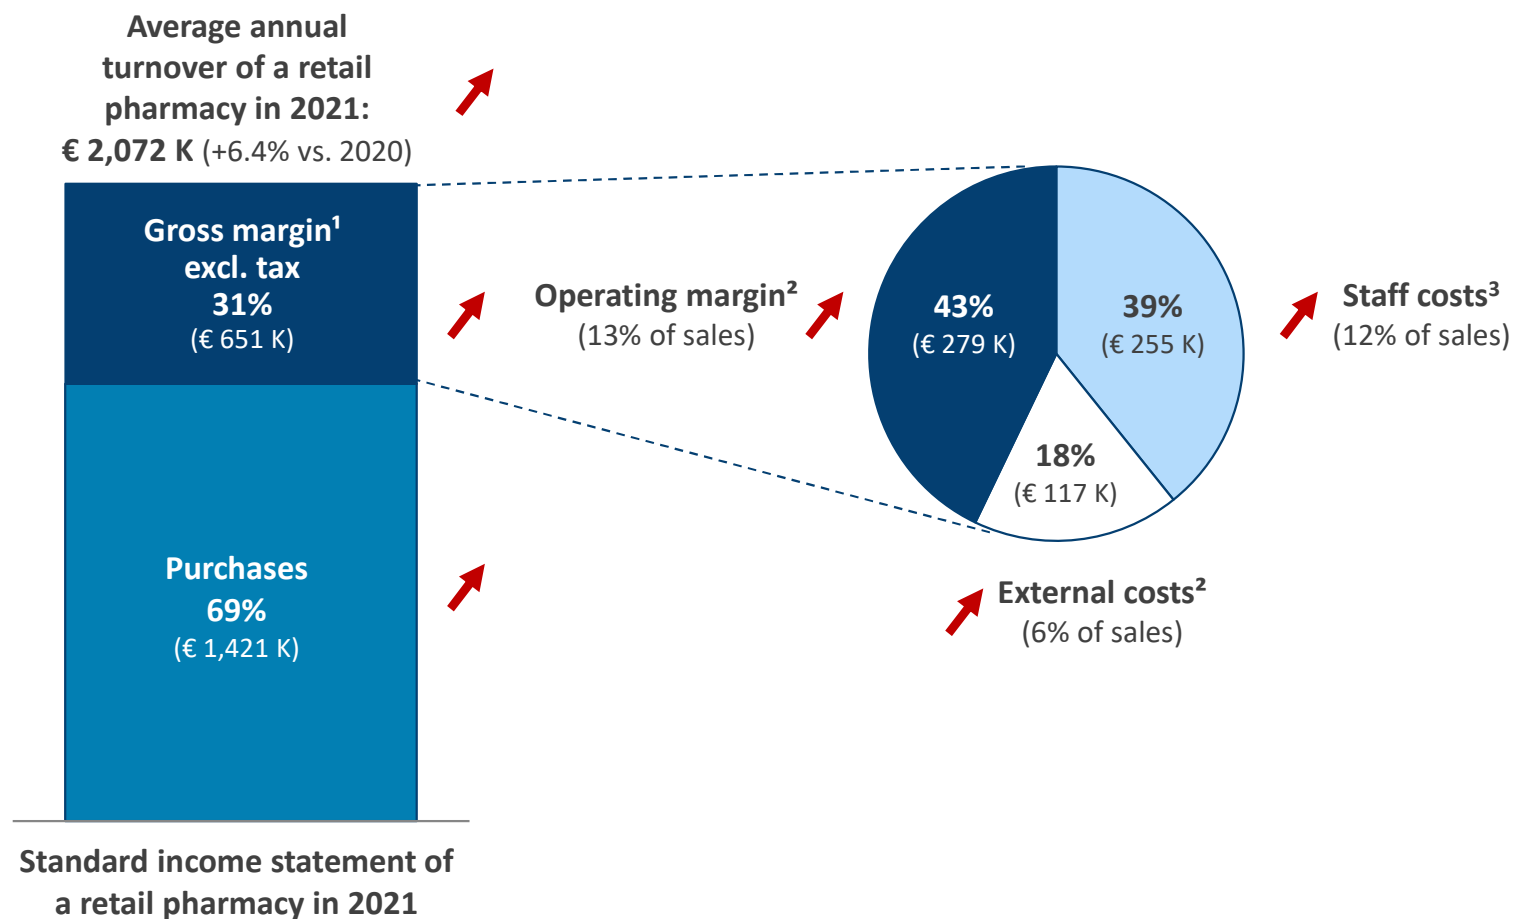 Average annual
turnover of a retail
pharmacy in 2021:
€ 2,072 K (+6.4% vs. 2020)
Gross margin¹
excl. tax
31%
(€ 651 K)
Purchases
69%
(€ 1,421 K)
Standard income statement of
a retail pharmacy in 2021
Operating margin²
(13% of sales)
43%
(€ 279 K)
39%
(€ 255 K)
18%
(€ 117 K)
Staff costs³
(12% of sales)
External costs²
(6% of sales)